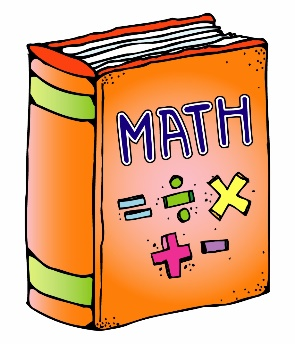 MATH
= ÷ ×
+ -